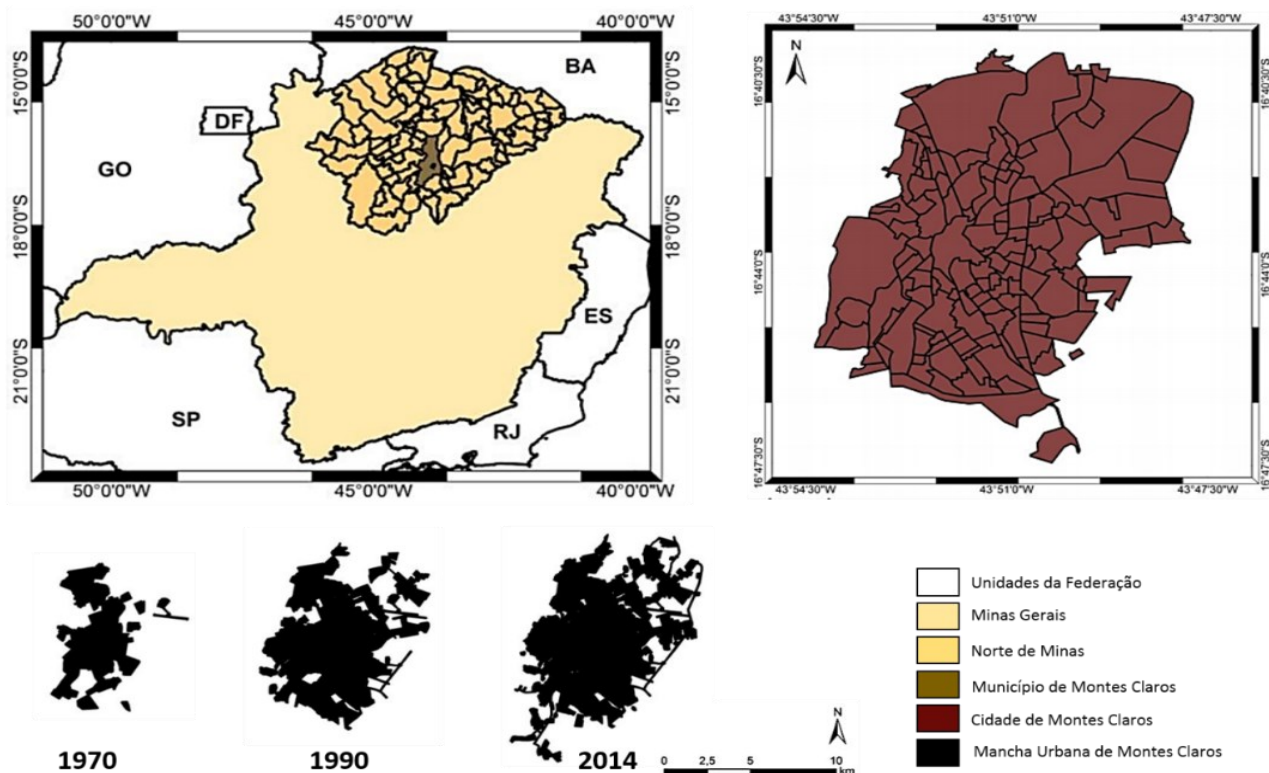 50°0'0"W 45°0'0"W 40°0'0"W
15°0'0"S 15°0'0"S
BA
DF
GO
18°0'0"S 18°0'0"S
ES
21°0'0"S 21°0'0"S
SP
RJ
50°0'0"W 45°0'0"W 40°0'0"W
43°54'30"W 43°51'0"W 43°47'30"W
N
16°40'30"S 16°40'30"S
16°44'0"S 16°44'0"S
16°47'30"S 16°47'30"S
43°54'30"W 43°51'0"W 43°47'30"W
1970
1990
2014
N
0 2,5 5 10
km
Unidades da Federação
Minas Gerais
Norte de Minas
Município de Montes Claros
Cidade de Montes Claros
Mancha Urbana de Montes Claros